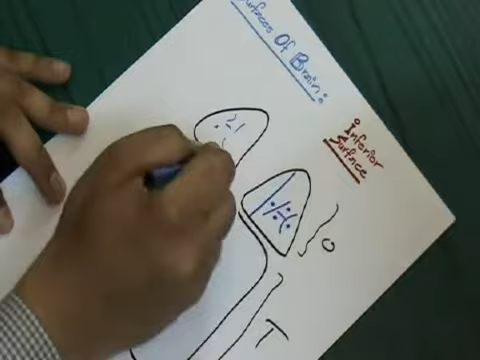 Surfaces Of Brain:
Inferior
Surface
O
T